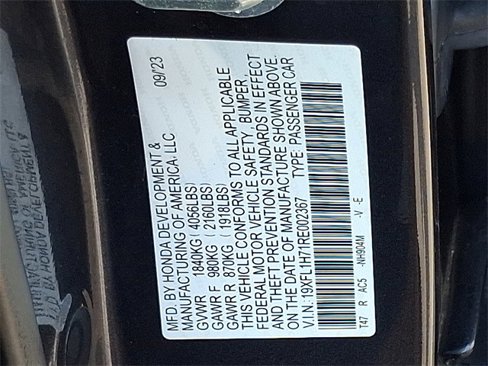 MFD. BY HONDA DEVELOPMENT & 09/23
MANUFACTURING OF AMERICA, LLC
GVWR 1840KG (4056LBS)
GAWR F 980KG (2160LBS)
GAWR R 870KG (1918LBS)
THIS VEHICLE CONFORMS TO ALL APPLICABLE
FEDERAL MOTOR VEHICLE SAFETY, BUMPER,
THEFT PREVENTION STANDARDS IN EFFECT
ON THE DATE OF MANUFACTURE SHOWN ABOVE.
V.I.N: 19XFL1H71RE002367 TYPE: PASSENGER CAR
T47 R AC5 -NH904M -V -E